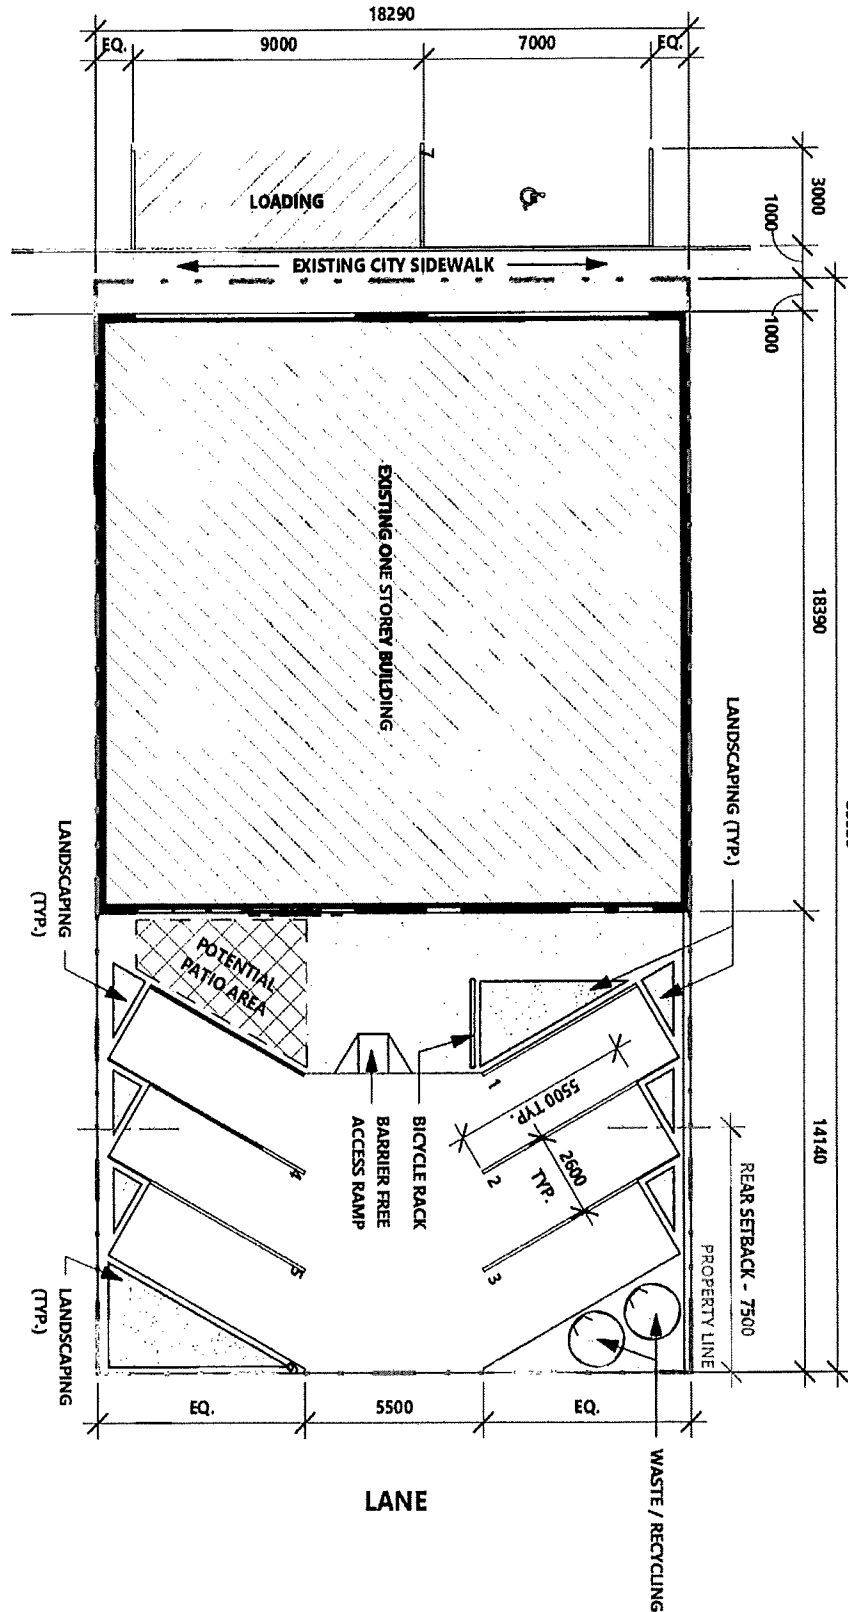 18290
EQ.
9000
7000
EQ.
3000
1000
LOADING
7
EXISTING CITY SIDEWALK
1000
EXISTING ONE STOREY BUILDING
18390
LANDSCAPING (TYP.)
LANDSCAPING
(TYP.)
POTENTIAL
PATIO AREA
1
5500 TYP.
2600
TYP.
2
3
4
5
6
BICYCLE RACK
BARRIER FREE
ACCESS RAMP
14140
REAR SETBACK - 7500
PROPERTY LINE
LANDSCAPING
(TYP.)
EQ.
5500
EQ.
LANE
WASTE / RECYCLING